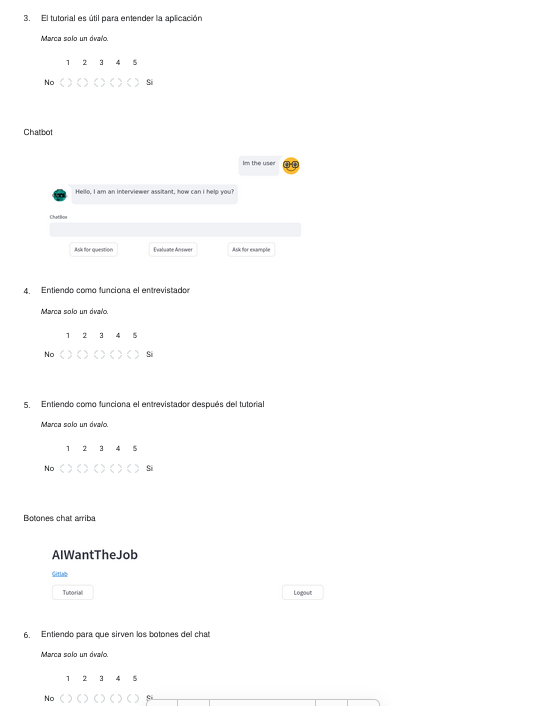 3. El tutorial es útil para entender la aplicación
Marca solo un óvalo.
1 2 3 4 5
No Si
Chatbot
Im the user
Hello, I am an interviewer assitant, how can i help you?
ChatBox
Ask for question Evaluate Answer Ask for example
4. Entiendo como funciona el entrevistador
Marca solo un óvalo.
1 2 3 4 5
No Si
5. Entiendo como funciona el entrevistador después del tutorial
Marca solo un óvalo.
1 2 3 4 5
No Si
Botones chat arriba
AIWantTheJob
Gitlab
Tutorial Logout
6. Entiendo para que sirven los botones del chat
Marca solo un óvalo.
1 2 3 4 5
No Si